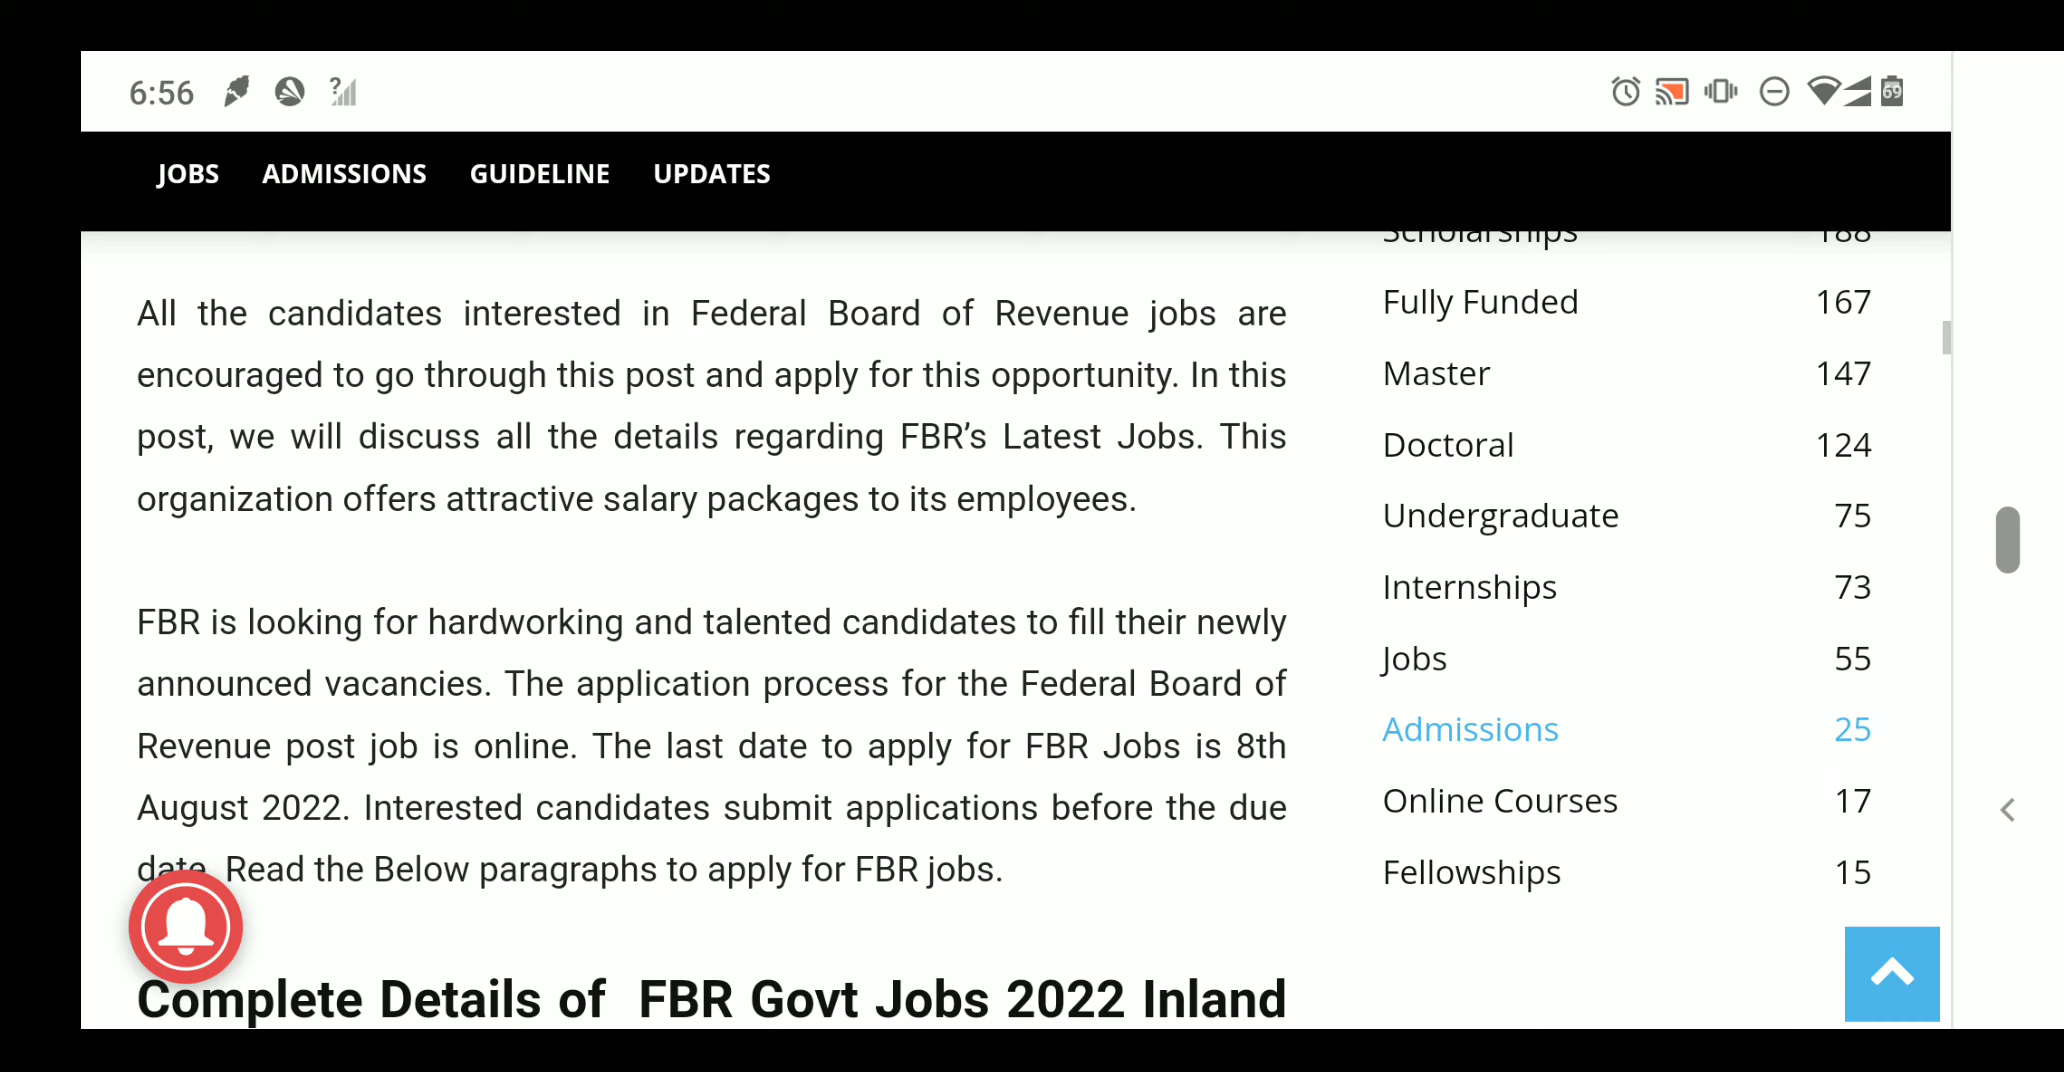 6:56
69
JOBS ADMISSIONS GUIDELINE UPDATES
All the candidates interested in Federal Board of Revenue jobs are
encouraged to go through this post and apply for this opportunity. In this
post, we will discuss all the details regarding FBR’s Latest Jobs. This
organization offers attractive salary packages to its employees.
FBR is looking for hardworking and talented candidates to fill their newly
announced vacancies. The application process for the Federal Board of
Revenue post job is online. The last date to apply for FBR Jobs is 8th
August 2022. Interested candidates submit applications before the due
date. Read the Below paragraphs to apply for FBR jobs.
Complete Details of FBR Govt Jobs 2022 Inland
Scholarships 188
Fully Funded 167
Master 147
Doctoral 124
Undergraduate 75
Internships 73
Jobs 55
Admissions 25
Online Courses 17
Fellowships 15